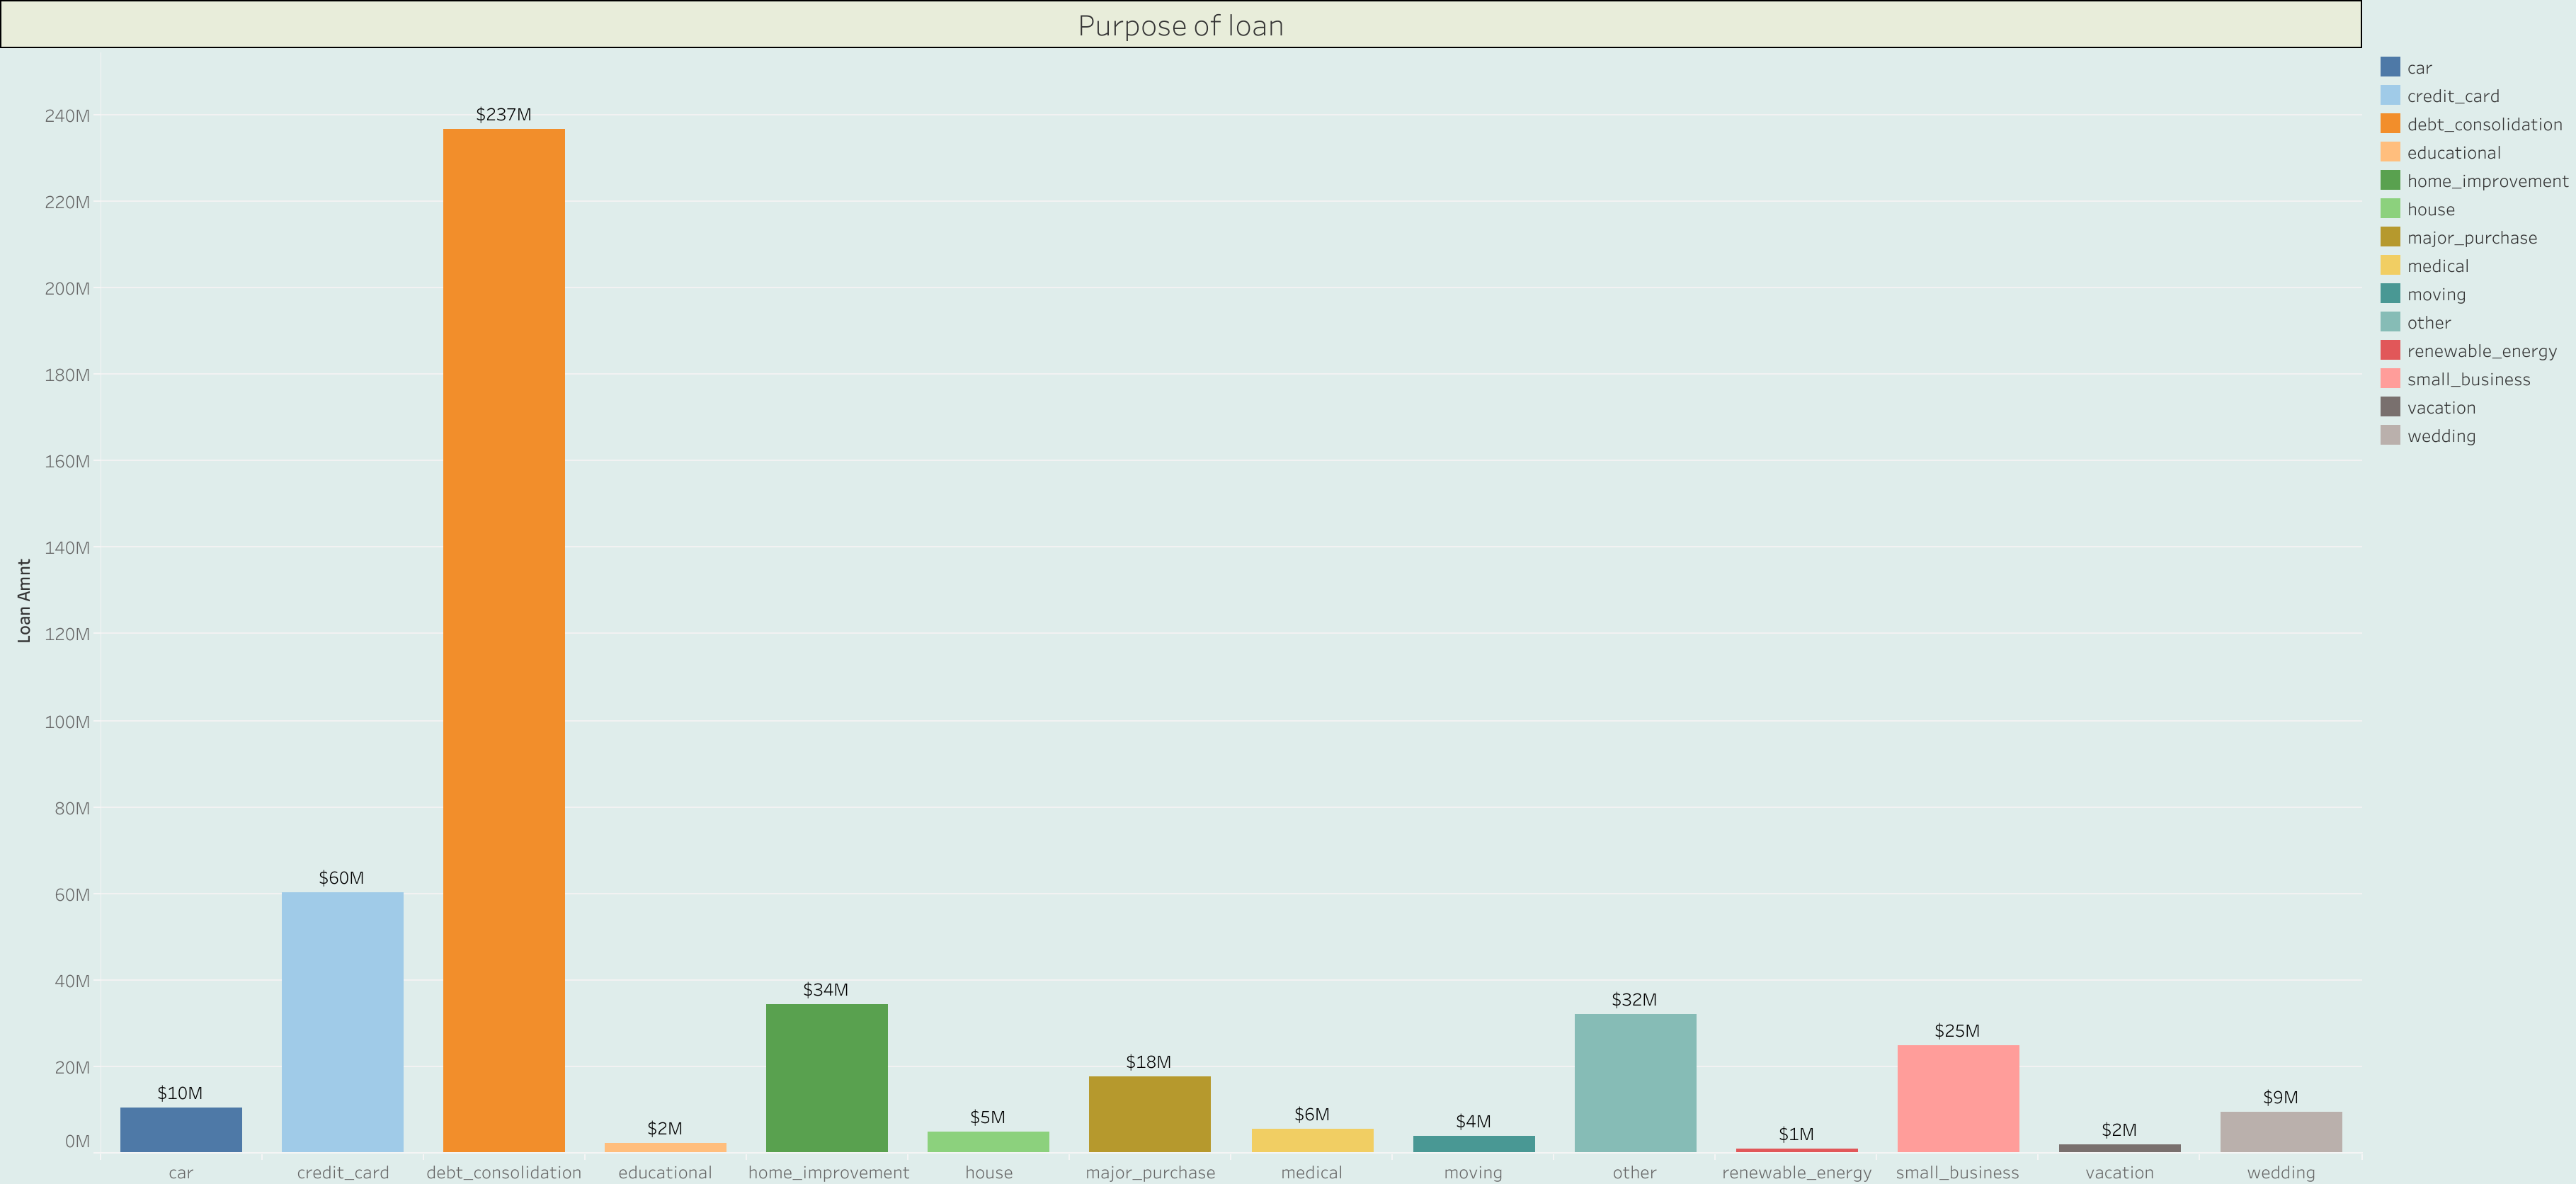 Purpose of loan
car
credit_card
debt_consolidation
educational
home_improvement
house
major_purchase
medical
moving
other
renewable_energy
small_business
vacation
wedding
Loan Amnt
240M
220M
200M
180M
160M
140M
120M
100M
80M
60M
40M
20M
0M
$10M
$60M
$237M
$2M
$34M
$5M
$18M
$6M
$4M
$32M
$1M
$25M
$2M
$9M
car
credit_card
debt_consolidation
educational
home_improvement
house
major_purchase
medical
moving
other
renewable_energy
small_business
vacation
wedding